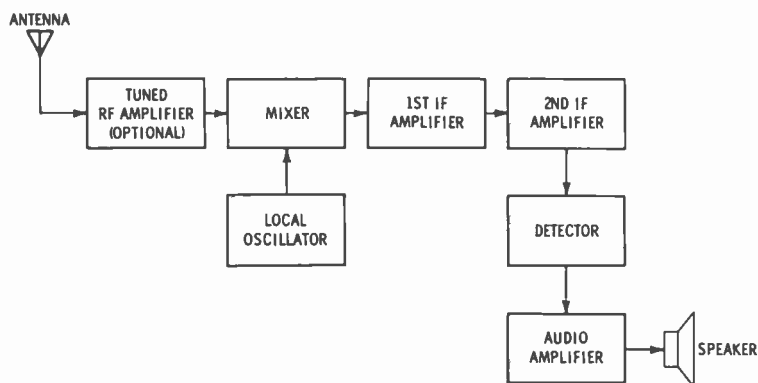 ANTENNA
TUNED
RF AMPLIFIER
(OPTIONAL)
MIXER
1ST IF
AMPLIFIER
2ND IF
AMPLIFIER
LOCAL
OSCILLATOR
DETECTOR
AUDIO
AMPLIFIER
SPEAKER